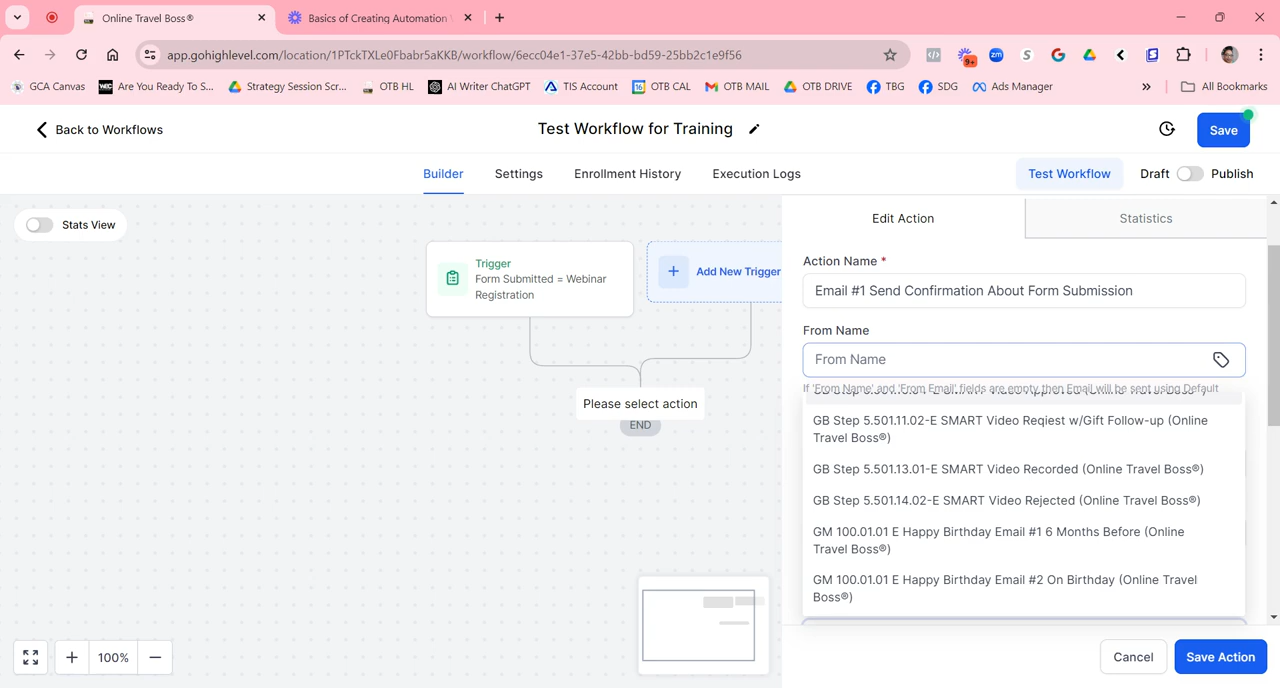 Online Travel Boss®
Basics of Creating Automation
app.gohighlevel.com/location/1PTckTXLe0Fbabr5aKKB/workflow/6ecc04e1-37e5-42bb-bd59-25bb2c1e9f56
9+
zm
GCA Canvas
Are You Ready To S...
Strategy Session Scr...
OTB HL
AI Writer ChatGPT
TIS Account
16
OTB CAL
OTB MAIL
OTB DRIVE
TBG
SDG
Ads Manager
All Bookmarks
Back to Workflows
Test Workflow for Training
Save
Builder
Settings
Enrollment History
Execution Logs
Test Workflow
Draft
Publish
Stats View
Trigger
Form Submitted = Webinar
Registration
Add New Trigger
Please select action
END
100%
Edit Action
Statistics
Action Name *
Email #1 Send Confirmation About Form Submission
From Name
From Name
If 'From Name' and 'From Email' fields are empty then Email will be sent using Default
GB Step 5.501.11.02-E SMART Video Reqiest w/Gift Follow-up (Online
Travel Boss®)
GB Step 5.501.13.01-E SMART Video Recorded (Online Travel Boss®)
GB Step 5.501.14.02-E SMART Video Rejected (Online Travel Boss®)
GM 100.01.01 E Happy Birthday Email #1 6 Months Before (Online
Travel Boss®)
GM 100.01.01 E Happy Birthday Email #2 On Birthday (Online Travel
Boss®)
Cancel
Save Action